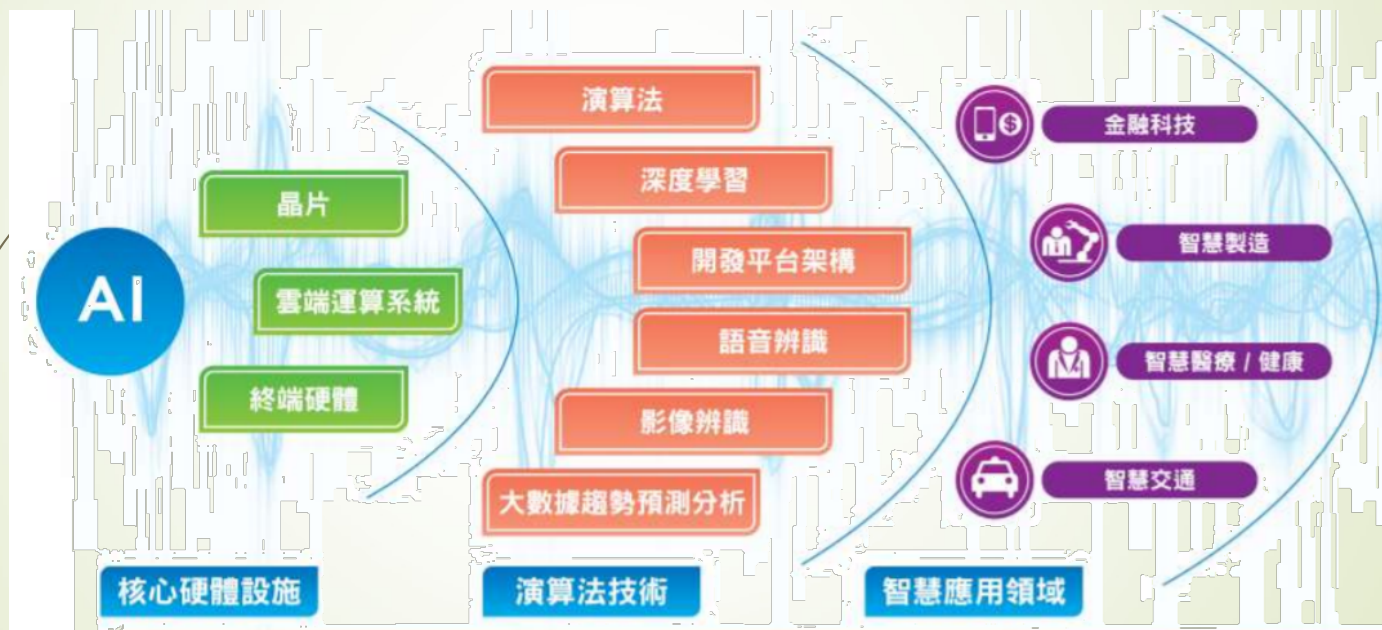 AI
晶片
雲端運算系統
終端硬體
核心硬體設施
演算法
深度學習
開發平台架構
語音辨識
影像辨識
大數據趨勢預測分析
演算法技術
金融科技
智慧製造
智慧醫療 / 健康
智慧交通
智慧應用領域